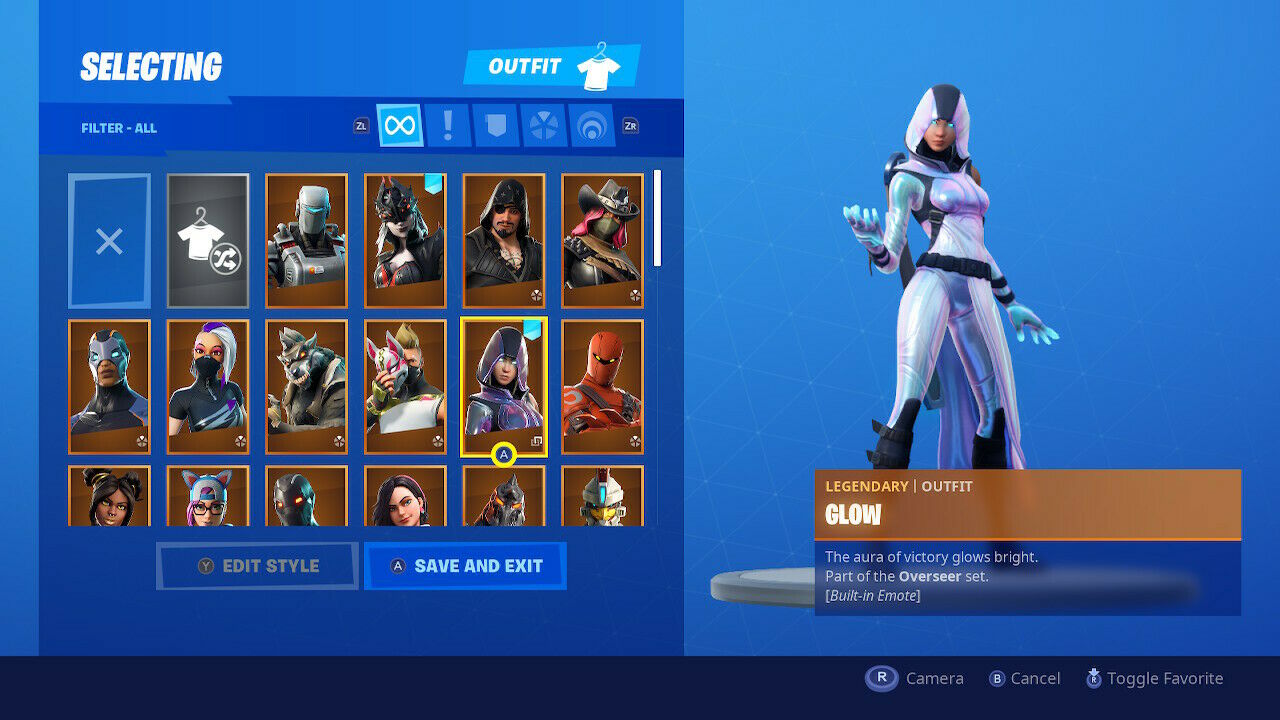 SELECTING
OUTFIT
FILTER - ALL
ZL
ZR
A
Y EDIT STYLE
A SAVE AND EXIT
LEGENDARY | OUTFIT
GLOW
The aura of victory glows bright.
Part of the Overseer set.
[Built-in Emote]
R Camera
B Cancel
R Toggle Favorite